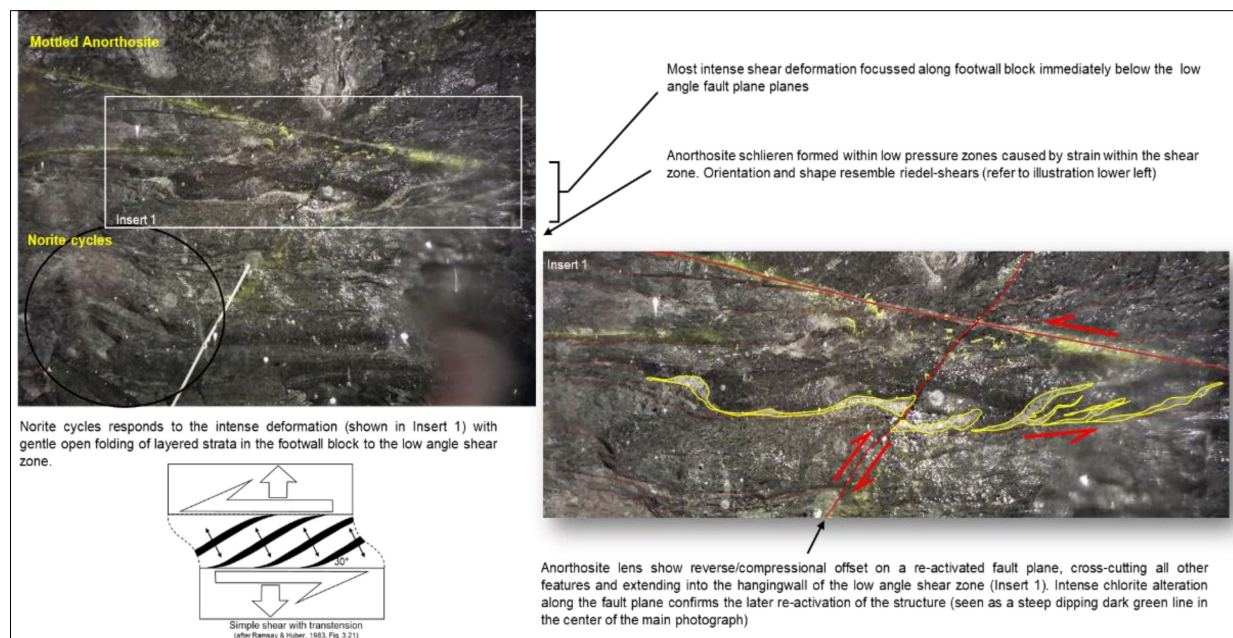 Mottled Anorthosite
Insert 1
Norite cycles
Most intense shear deformation focussed along footwall block immediately below the low
angle fault plane planes
Anorthosite schlieren formed within low pressure zones caused by strain within the shear
zone. Orientation and shape resemble riedel-shears (refer to illustration lower left)
Norite cycles responds to the intense deformation (shown in Insert 1) with
gentle open folding of layered strata in the footwall block to the low angle shear
zone.
30°
Simple shear with transtension
(after Ramsay & Huber, 1983, Fig. 3.21)
Insert 1
Anorthosite lens show reverse/compressional offset on a re-activated fault plane, cross-cutting all other
features and extending into the hangingwall of the low angle shear zone (Insert 1). Intense chlorite alteration
along the fault plane confirms the later re-activation of the structure (seen as a steep dipping dark green line in
the center of the main photograph)